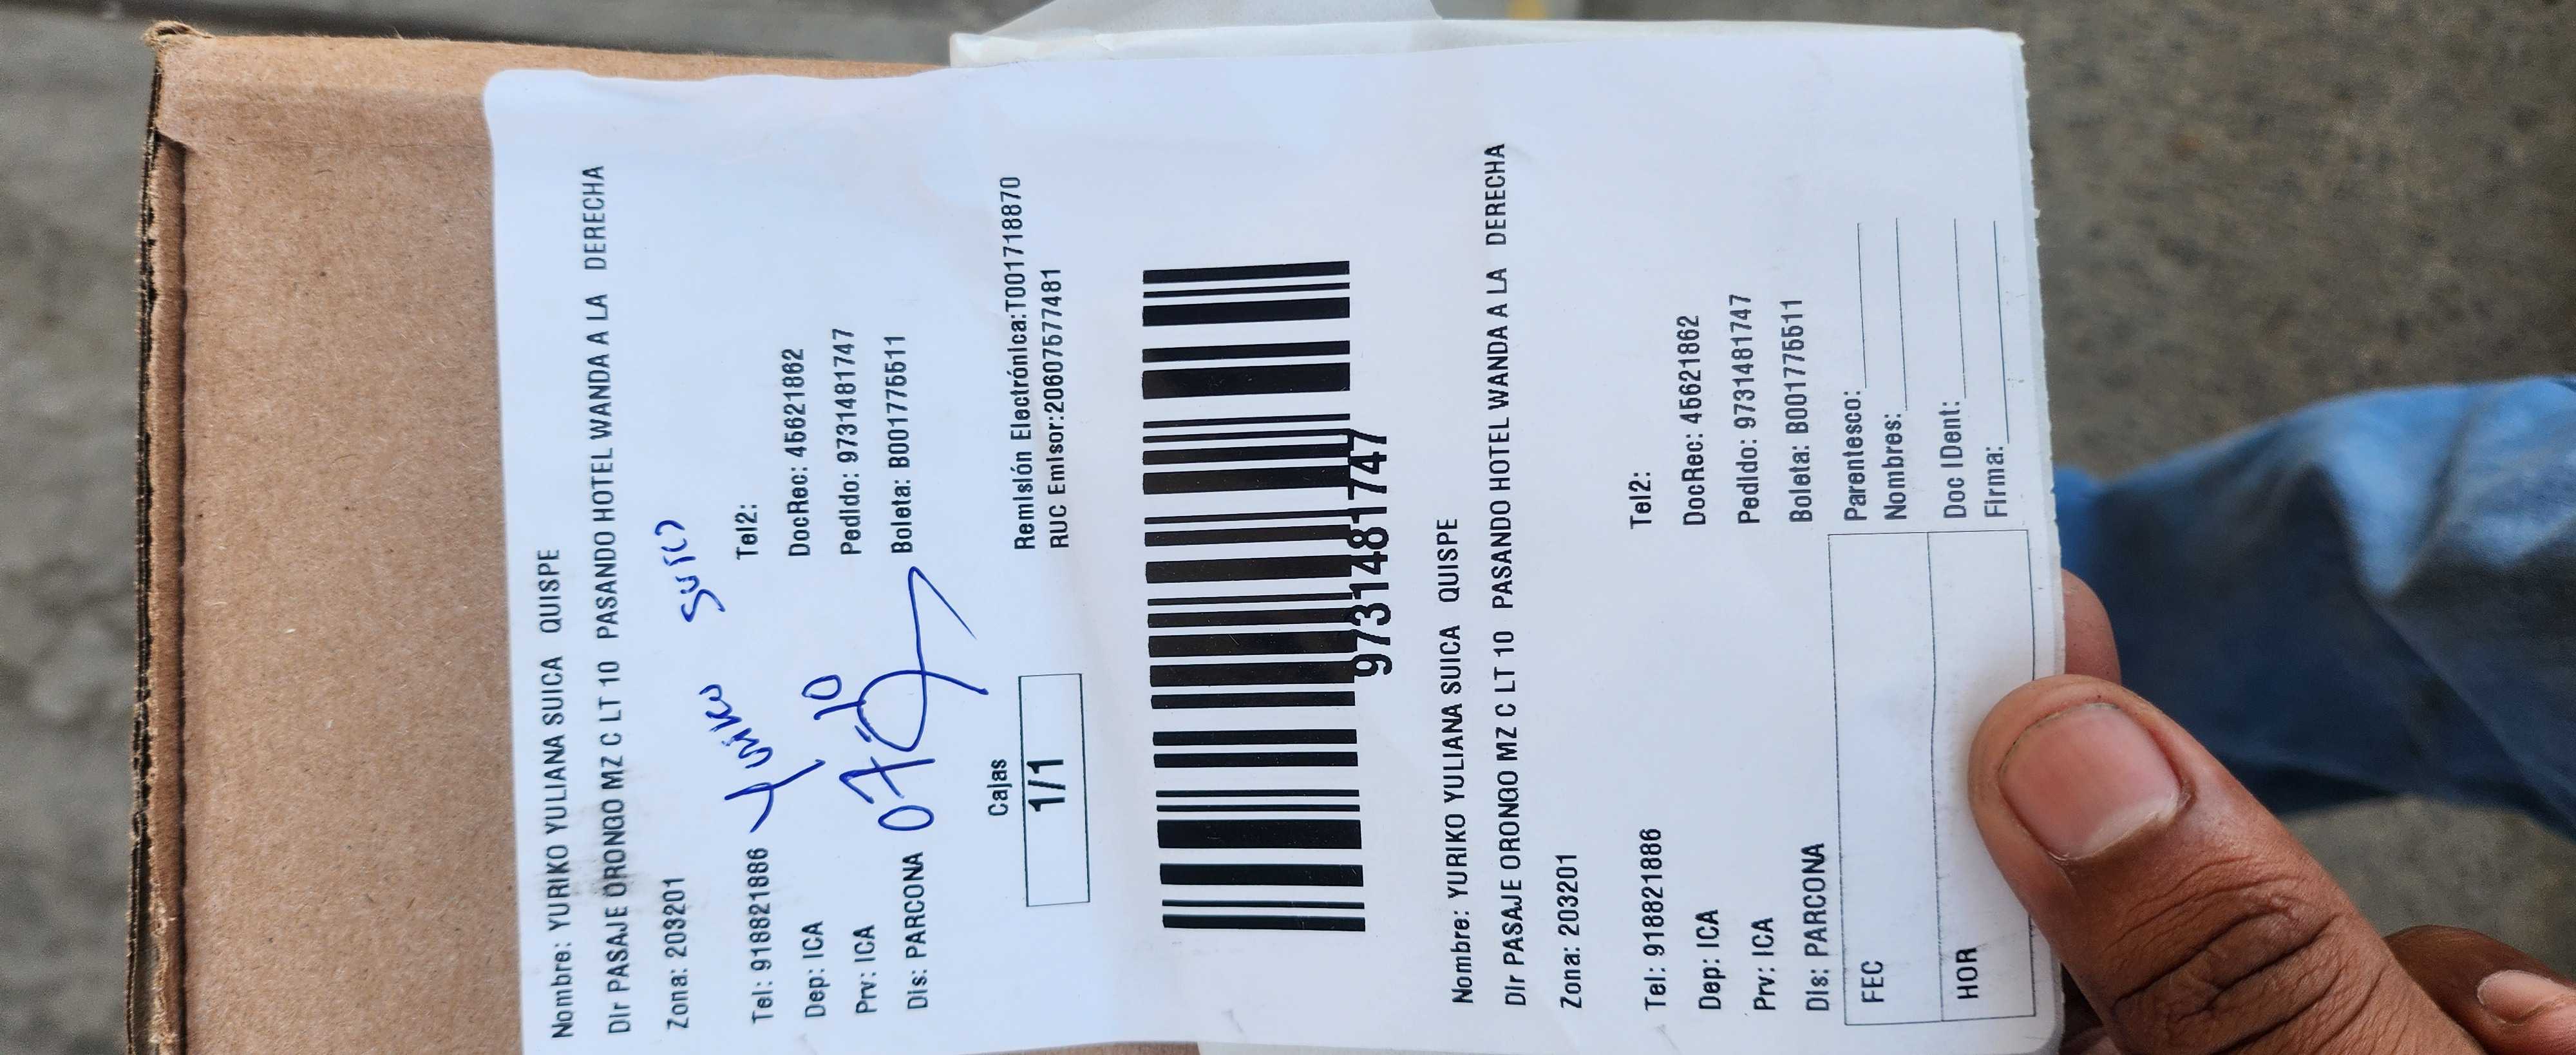 Nombre: YURIKO YULIANA SUICA QUISPE
DIr PASAJE ORONGO MZ C LT 10 PASANDO HOTEL WANDA A LA DERECHA
Zona: 203201
Yuriko Suica
Tel: 918821886 Tel2:
Dep: ICA DocRec: 45621862
Prv: ICA Pedido: 9731481747
Dis: PARCONA Boleta: B001775511
07-10
Cajas
1/1
Remisión Electrónica:T001718870
RUC Emisor:20607577481
9731481747
Nombre: YURIKO YULIANA SUICA QUISPE
DIr PASAJE ORONGO MZ C LT 10 PASANDO HOTEL WANDA A LA DERECHA
Zona: 203201
Tel: 918821886 Tel2:
Dep: ICA DocRec: 45621862
Prv: ICA Pedido: 9731481747
Dis: PARCONA Boleta: B001775511
FEC
HOR
Parentesco:
Nombres:
Doc IDent:
Firma: